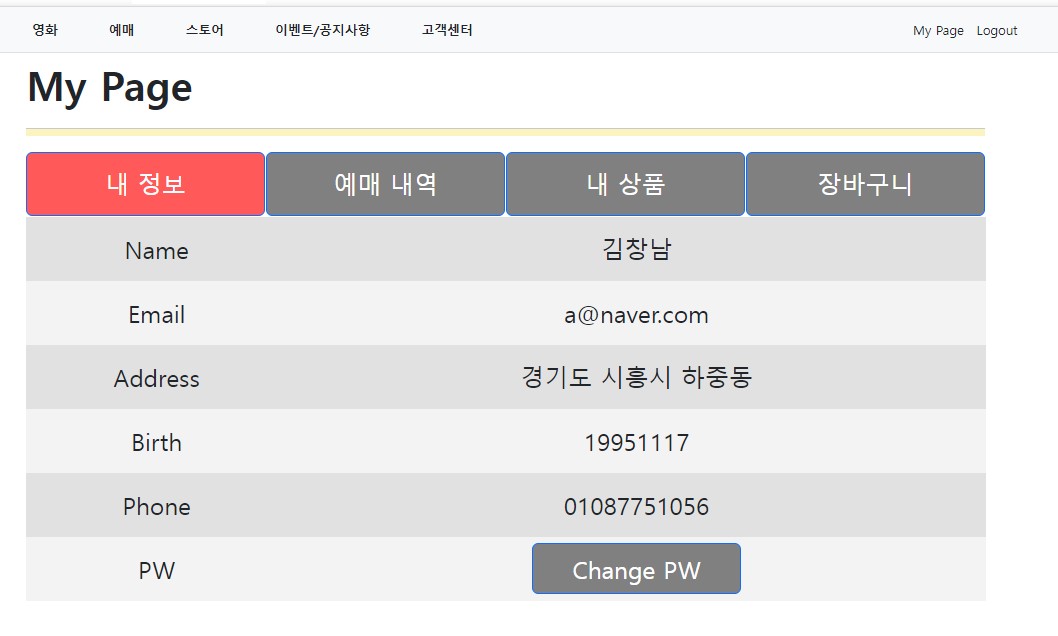 영화 예매 스토어 이벤트/공지사항 고객센터 My Page Logout
My Page
내 정보 예매 내역 내 상품 장바구니
Name 김창남
Email a@naver.com
Address 경기도 시흥시 하중동
Birth 19951117
Phone 01087751056
PW Change PW